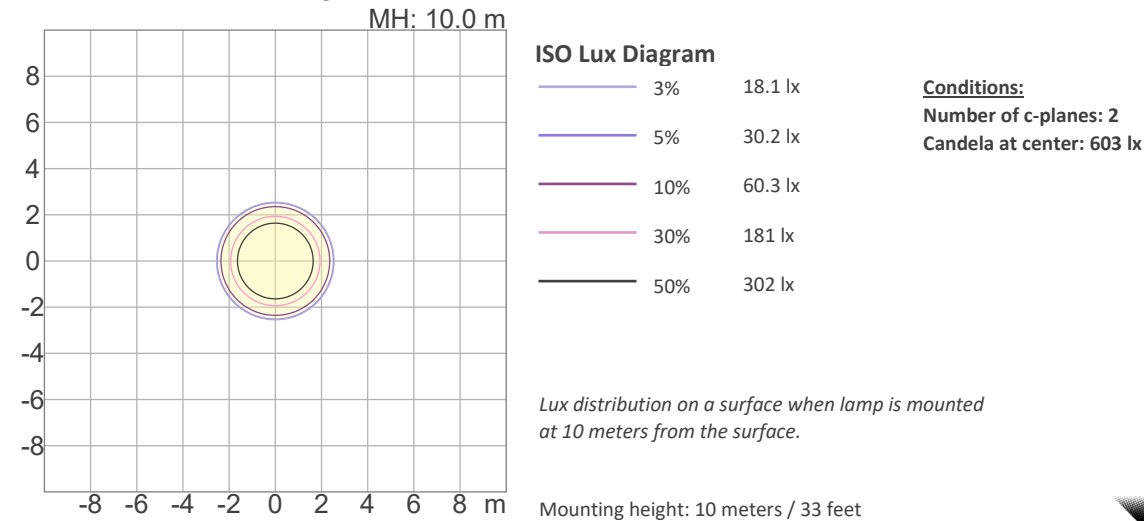 MH: 10.0 m
8
6
4
2
0
-2
-4
-6
-8
-8 -6 -4 -2 0 2 4 6 8 m
ISO Lux Diagram
3% 18.1 lx
5% 30.2 lx
10% 60.3 lx
30% 181 lx
50% 302 lx
Conditions:
Number of c-planes: 2
Candela at center: 603 lx
Lux distribution on a surface when lamp is mounted
at 10 meters from the surface.
Mounting height: 10 meters / 33 feet